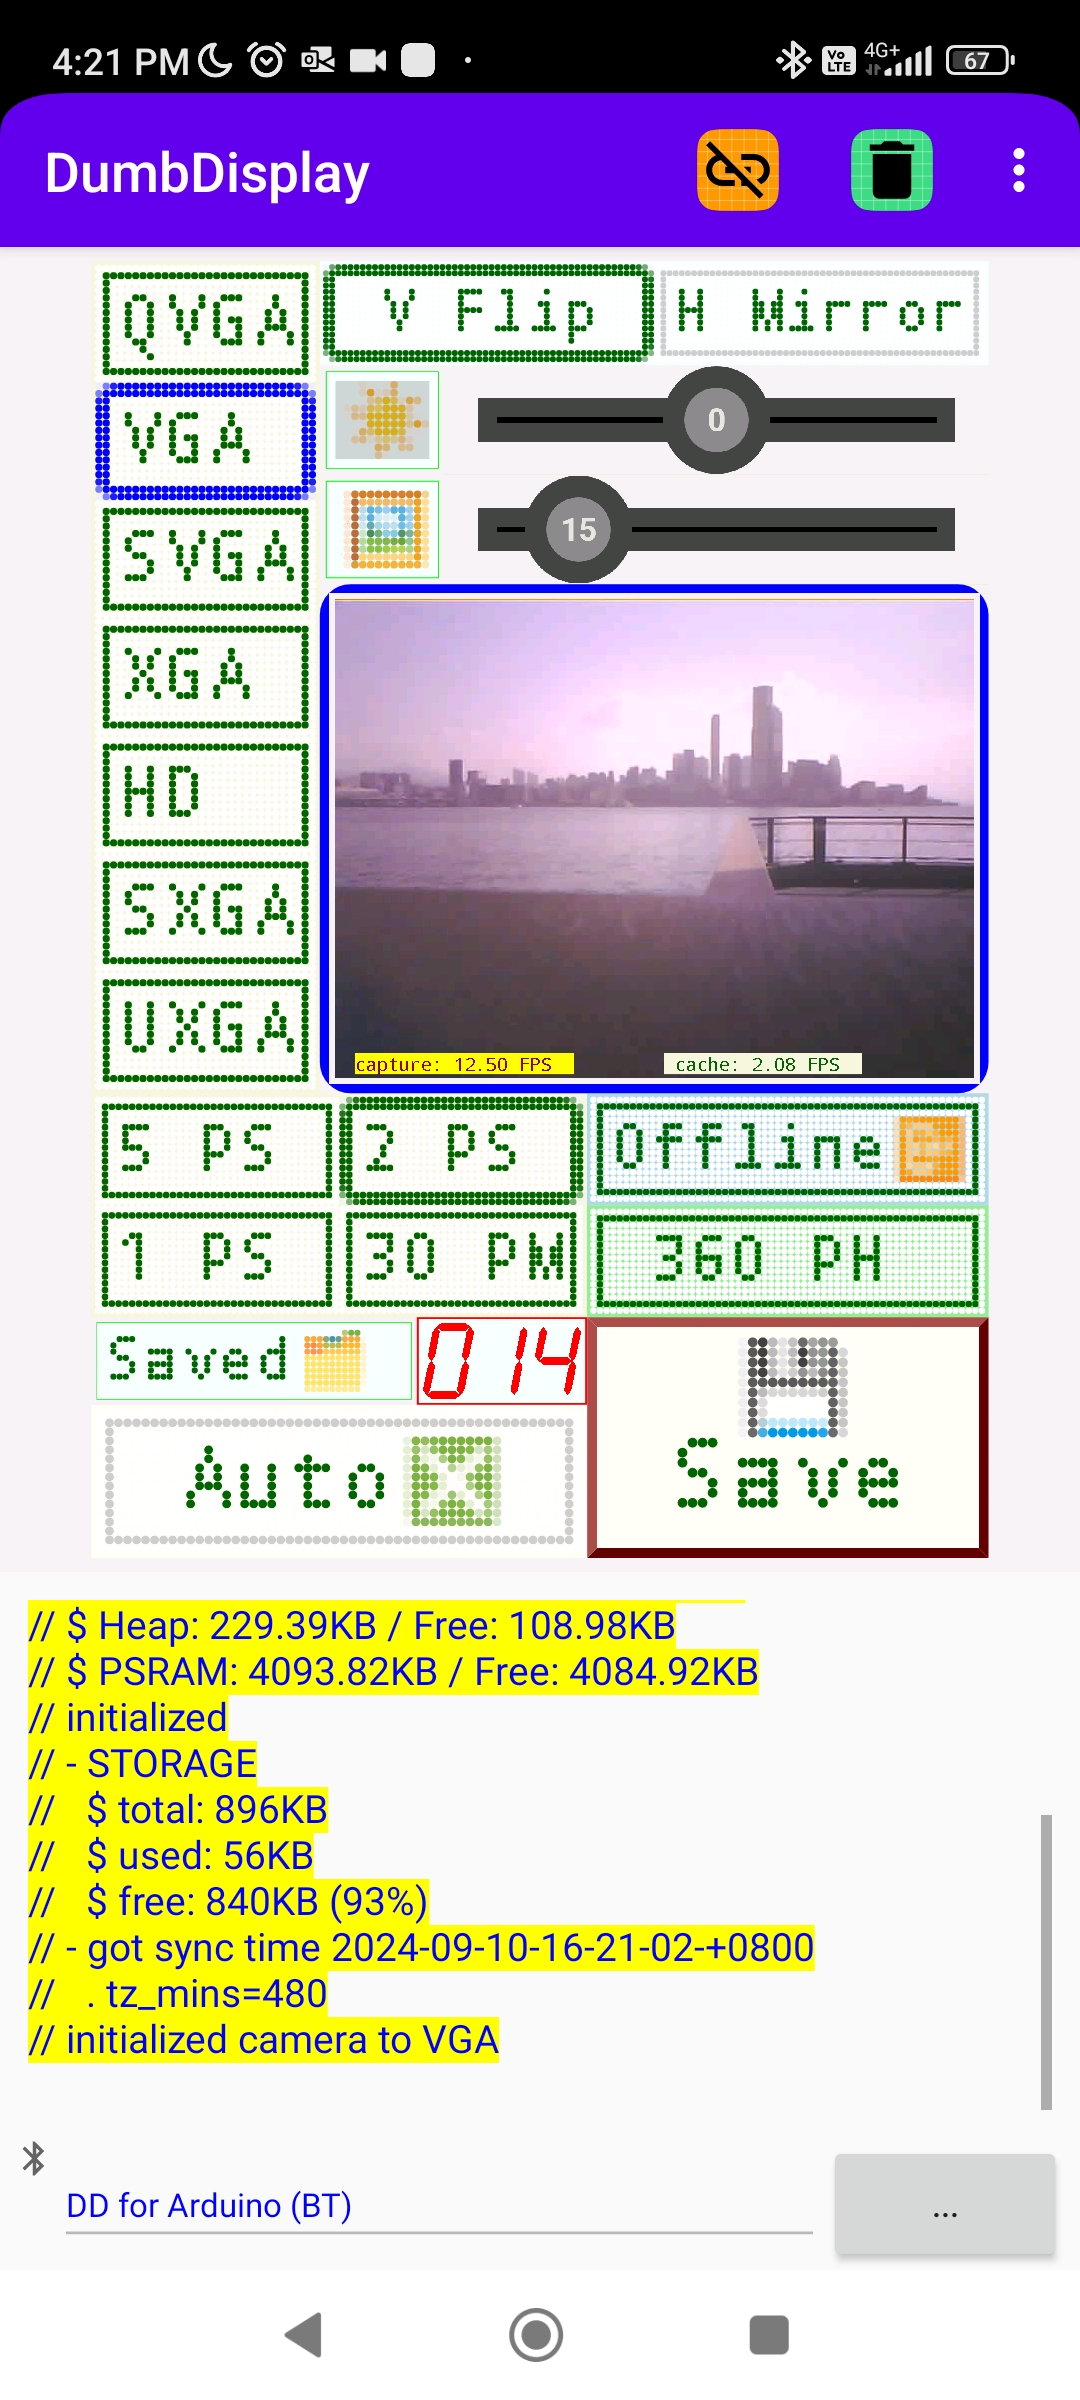 4:21 PM
Vo LTE 4G+ 67
DumbDisplay
QVGA
V Flip H Mirror
VGA
0
SVGA
15
XGA
HD
SXGA
UXGA
capture: 12.50 FPS cache: 2.08 FPS
5 PS 2 PS Offline
1 PS 30 PM 360 PH
Saved 014
Auto Save
// $ Heap: 229.39KB / Free: 108.98KB
// $ PSRAM: 4093.82KB / Free: 4084.92KB
// initialized
// - STORAGE
// $ total: 896KB
// $ used: 56KB
// $ free: 840KB (93%)
// - got sync time 2024-09-10-16-21-02-+0800
// . tz_mins=480
// initialized camera to VGA
DD for Arduino (BT)
...